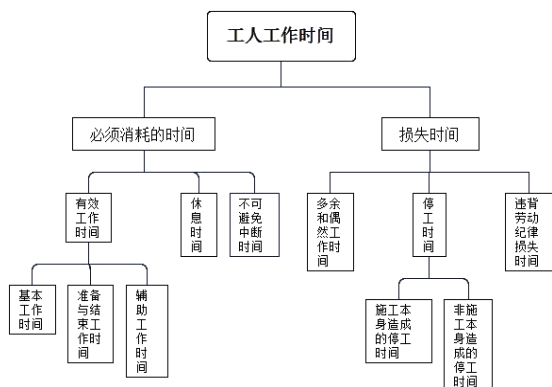 工人工作时间
必须消耗的时间
损失时间
有效
工作
时间
休
息
时
间
不可
避免
中断
时间
多余
和偶
然工
作时
间
停
工
时
间
违背
劳动
纪律
损失
时间
基本
工作
时间
准备
与结
束工
作时
间
辅
助
工
作
时
间
施工本
身造成
的停工
时间
非施
工本
身造
成的
停工
时间